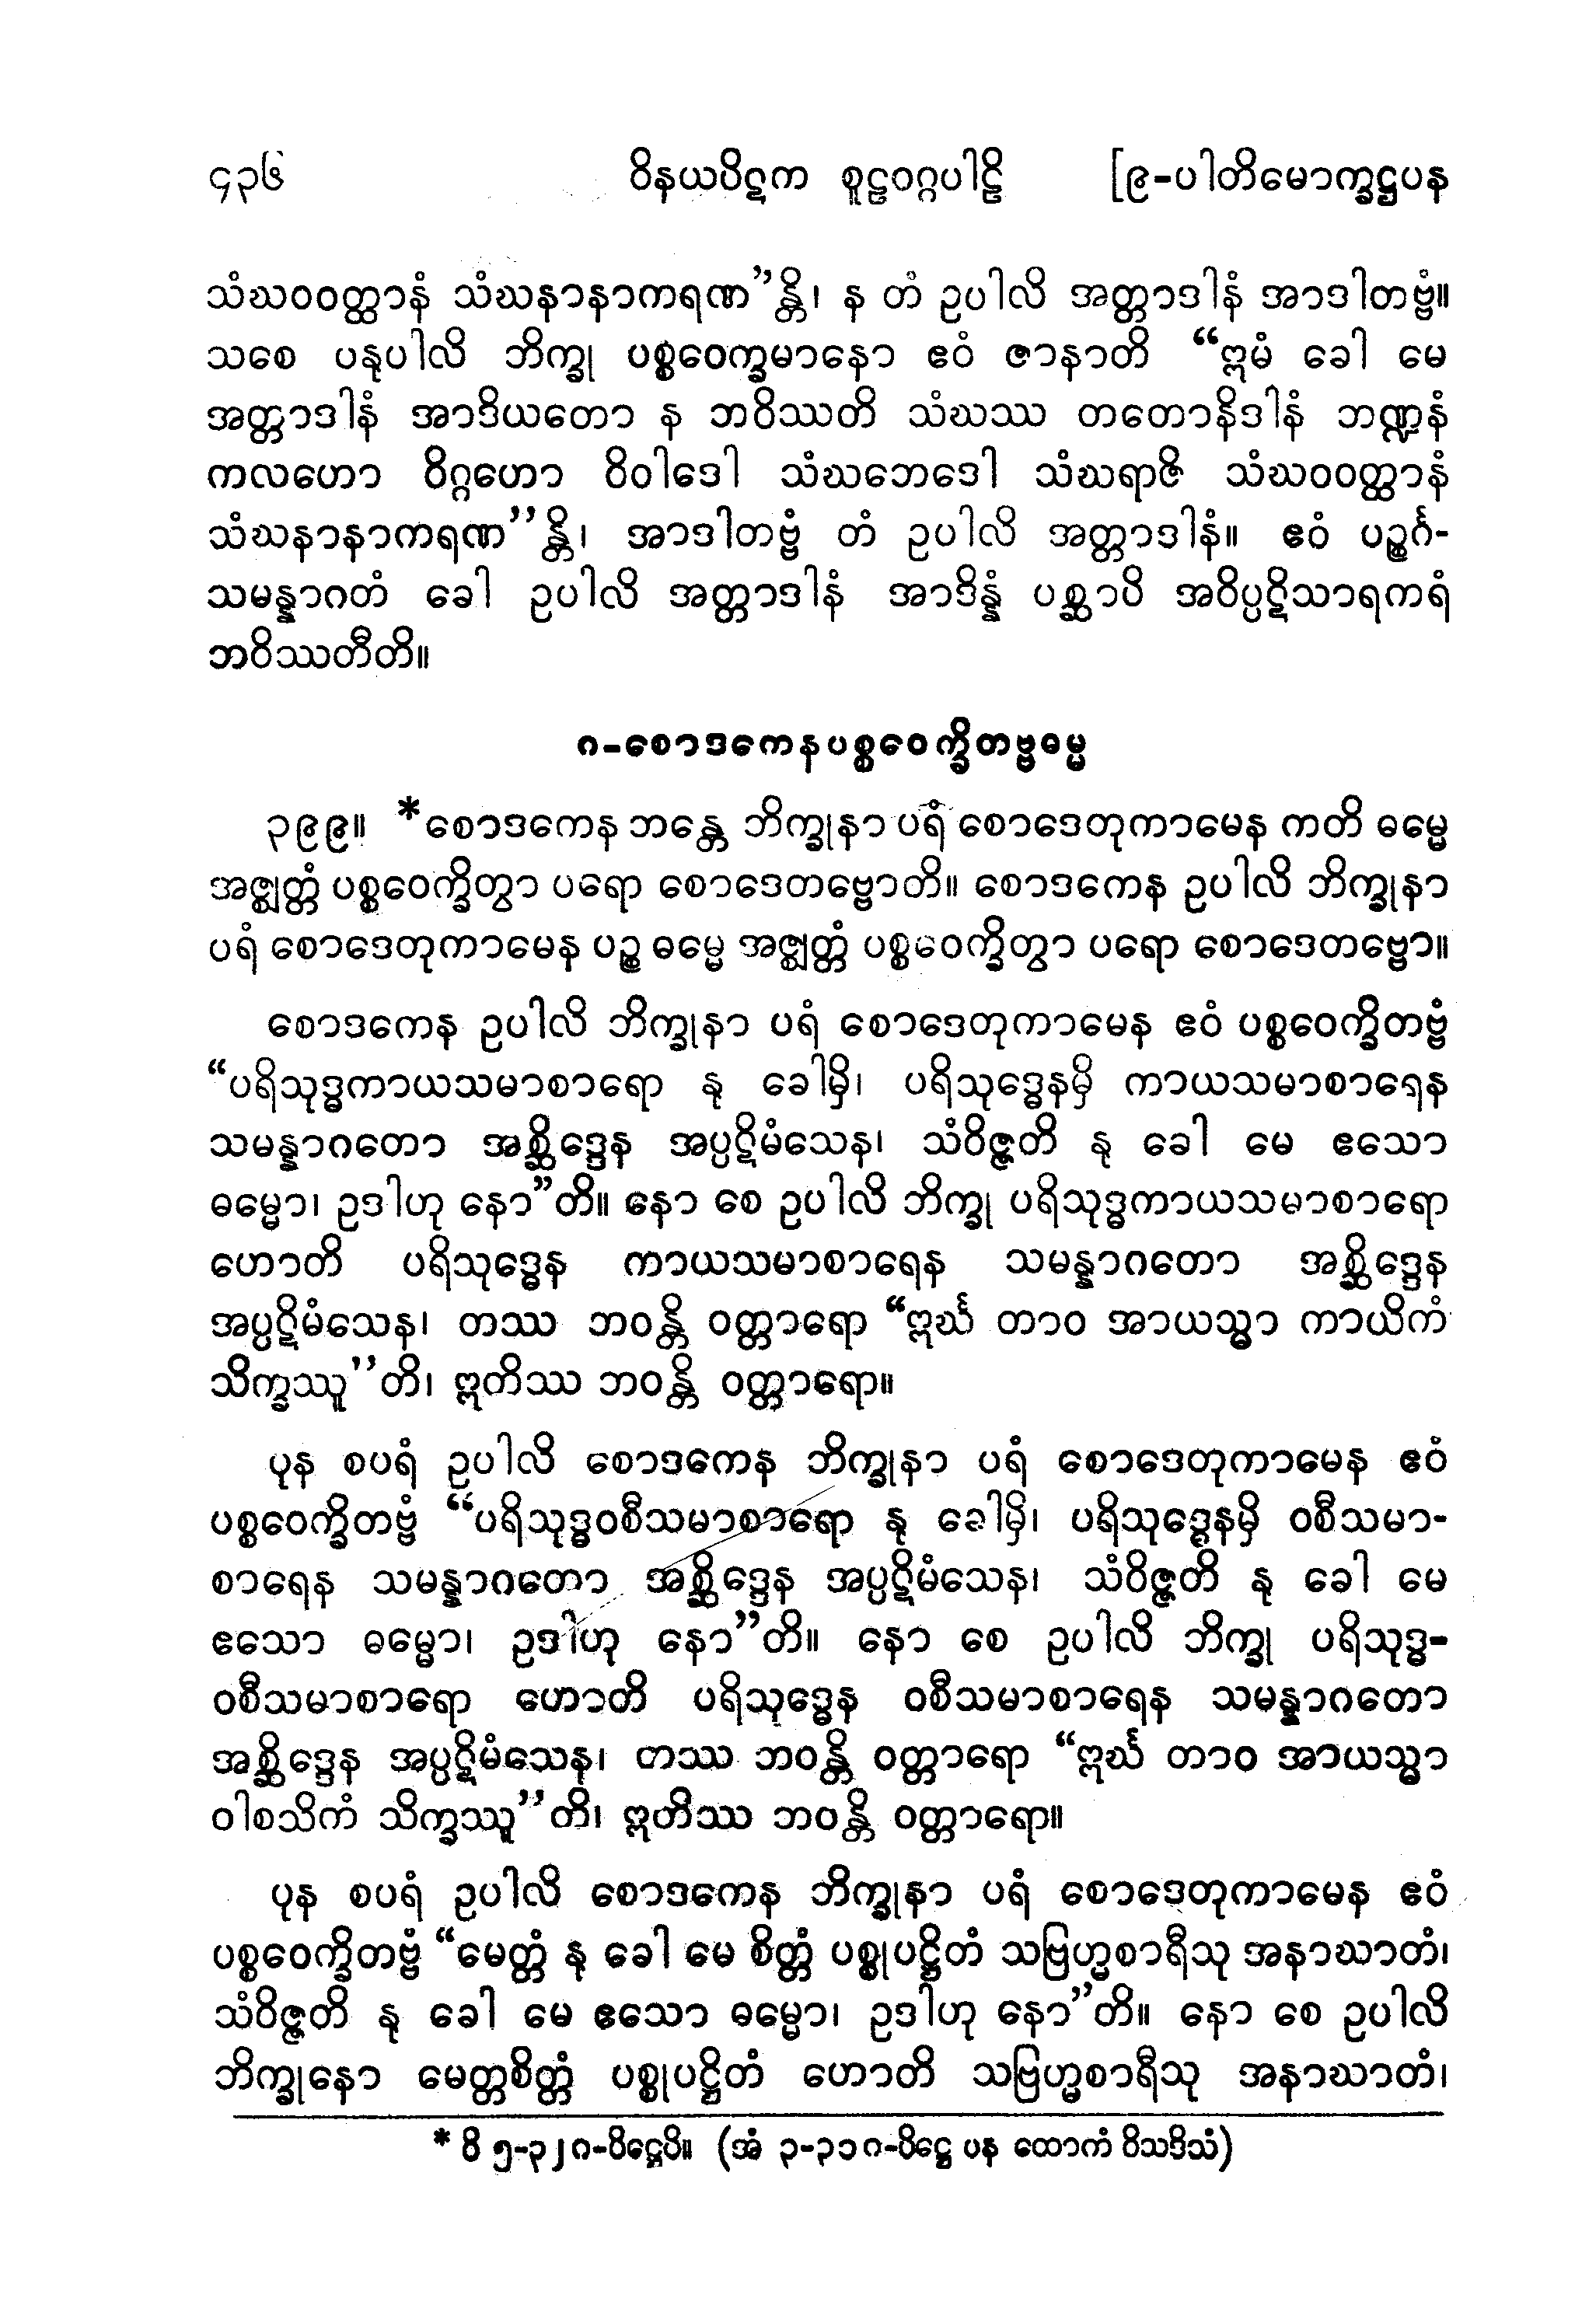 ၄၃၆ ဝိနယပိဋက စူဠဝဂ္ဂပါဠိ [၉-ပါတိမောက္ခဋ္ဌပန
သံဃဝဝတ္ထာနံ သံဃနာနာကရဏ”န္တိ၊ န တံ ဥပါလိ အတ္တာဒါနံ အာဒါတဗ္ဗံ။
သစေ ပနုပါလိ ဘိက္ခု ပစ္စဝေက္ခမာနော ဧဝံ ဇာနာတိ “ဣမံ ခေါ မေ
အတ္တာဒါနံ အာဒိယတော န ဘဝိဿတိ သံဃဿ တတောနိဒါနံ ဘဏ္ဍနံ
ကလဟော ဝိဂ္ဂဟော ဝိဝါဒေါ သံဃဘေဒေါ သံဃရာဇိ သံဃဝဝတ္ထာနံ
သံဃနာနာကရဏ”န္တိ၊ အာဒါတဗ္ဗံ တံ ဥပါလိ အတ္တာဒါနံ။ ဧဝံ ပဉ္စင်္ဂ-
သမန္နာဂတံ ခေါ ဥပါလိ အတ္တာဒါနံ အာဒိန္နံ ပစ္ဆာပိ အဝိပ္ပဋိသာရကရံ
ဘဝိဿတီတိ။
ဂ-စောဒကေနပစ္စဝေက္ခိတဗ္ဗဓမ္မ
၃၉၉။ *စောဒကေန ဘန္တေ ဘိက္ခုနာ ပရံ စောဒေတုကာမေန ကတိ ဓမ္မေ
အဇ္ဈတ္တံ ပစ္စဝေက္ခိတွာ ပရော စောဒေတဗ္ဗောတိ။ စောဒကေန ဥပါလိ ဘိက္ခုနာ
ပရံ စောဒေတုကာမေန ပဉ္စ ဓမ္မေ အဇ္ဈတ္တံ ပစ္စဝေက္ခိတွာ ပရော စောဒေတဗ္ဗော။
စောဒကေန ဥပါလိ ဘိက္ခုနာ ပရံ စောဒေတုကာမေန ဧဝံ ပစ္စဝေက္ခိတဗ္ဗံ
“ပရိသုဒ္ဓကာယသမာစာရော နု ခေါမှိ၊ ပရိသုဒ္ဓေနမှိ ကာယသမာစာရေန
သမန္နာဂတော အစ္ဆိဒ္ဒေန အပ္ပဋိမံသေန၊ သံဝိဇ္ဇတိ နု ခေါ မေ ဧသော
ဓမ္မော၊ ဥဒါဟု နော”တိ။ နော စေ ဥပါလိ ဘိက္ခု ပရိသုဒ္ဓကာယသမာစာရော
ဟောတိ ပရိသုဒ္ဓေန ကာယသမာစာရေန သမန္နာဂတော အစ္ဆိဒ္ဒေန
အပ္ပဋိမံသေန၊ တဿ ဘဝန္တိ ဝတ္တာရော “ဣင်္ဃ တာဝ အာယသ္မာ ကာယိကံ
သိက္ခဿူ”တိ၊ ဣတိဿ ဘဝန္တိ ဝတ္တာရော။
ပုန စပရံ ဥပါလိ စောဒကေန ဘိက္ခုနာ ပရံ စောဒေတုကာမေန ဧဝံ
ပစ္စဝေက္ခိတဗ္ဗံ “ပရိသုဒ္ဓဝစီသမာစာရော နု ခေါမှိ၊ ပရိသုဒ္ဓေနမှိ ဝစီသမာ-
စာရေန သမန္နာဂတော အစ္ဆိဒ္ဒေန အပ္ပဋိမံသေန၊ သံဝိဇ္ဇတိ နု ခေါ မေ
ဧသော ဓမ္မော၊ ဥဒါဟု နော”တိ။ နော စေ ဥပါလိ ဘိက္ခု ပရိသုဒ္ဓ-
ဝစီသမာစာရော ဟောတိ ပရိသုဒ္ဓေန ဝစီသမာစာရေန သမန္နာဂတော
အစ္ဆိဒ္ဒေန အပ္ပဋိမံသေန၊ တဿ ဘဝန္တိ ဝတ္တာရော “ဣင်္ဃ တာဝ အာယသ္မာ
ဝါစသိကံ သိက္ခဿူ”တိ၊ ဣတိဿ ဘဝန္တိ ဝတ္တာရော။
ပုန စပရံ ဥပါလိ စောဒကေန ဘိက္ခုနာ ပရံ စောဒေတုကာမေန ဧဝံ
ပစ္စဝေက္ခိတဗ္ဗံ “မေတ္တံ နု ခေါ မေ စိတ္တံ ပစ္စုပဋ္ဌိတံ သဗြဟ္မစာရီသု အနာဃာတံ၊
သံဝိဇ္ဇတိ နု ခေါ မေ ဧသော ဓမ္မော၊ ဥဒါဟု နော”တိ။ နော စေ ဥပါလိ
ဘိက္ခုနော မေတ္တစိတ္တံ ပစ္စုပဋ္ဌိတံ ဟောတိ သဗြဟ္မစာရီသု အနာဃာတံ၊
* ဝိ ၅-၃၂ဂ-ပိဋ္ဌေပိ။ (အံ ၃-၃၁ဂ-ပိဋ္ဌေ ပန ထောကံ ဝိသဒိသံ)